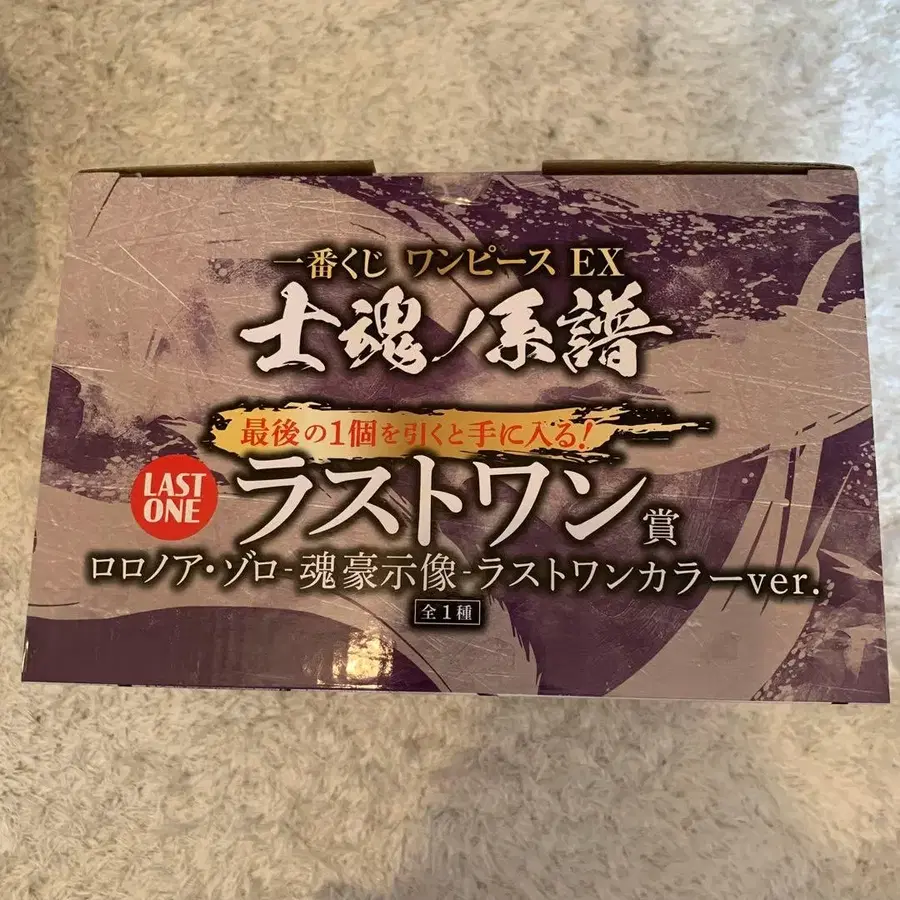 一番くじ ワンピース EX
士魂ノ系譜
最後の1個を引くと手に入る!
LAST
ONE
ラストワン賞
ロロノア・ゾロ-魂豪示像-ラストワンカラーver.
全1種